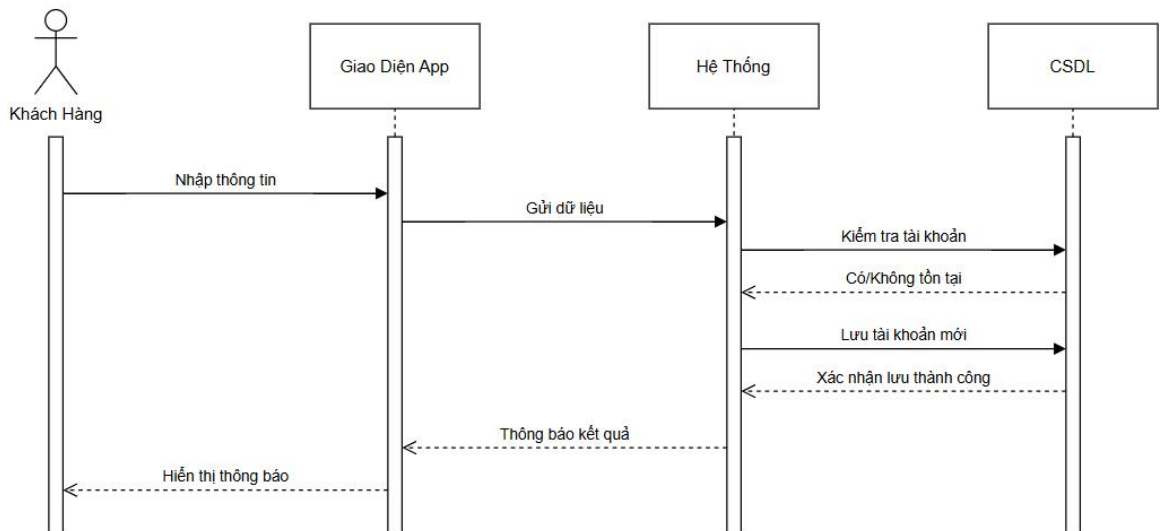 Khách Hàng
Giao Diện App
Hệ Thống
CSDL
Nhập thông tin
Gửi dữ liệu
Kiểm tra tài khoản
Có/Không tồn tại
Lưu tài khoản mới
Xác nhận lưu thành công
Thông báo kết quả
Hiển thị thông báo